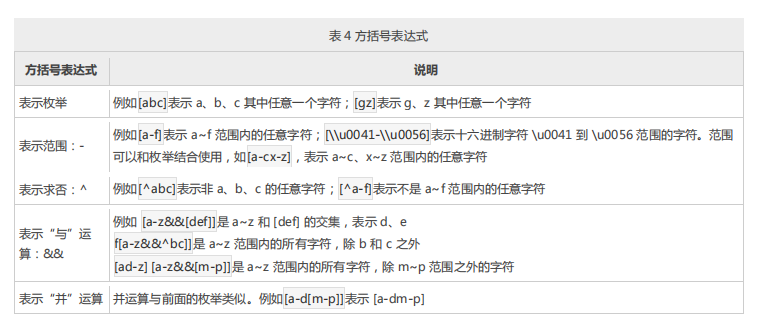 表 4 方括号表达式
方括号表达式 说明
表示枚举 例如[abc]表示 a、b、c 其中任意一个字符；[gz]表示 g、z 其中任意一个字符
表示范围：- 例如[a-f]表示 a~f 范围内的任意字符；[\\u0041-\\u0056]表示十六进制字符 \u0041 到 \u0056 范围的字符。范围
可以和枚举结合使用，如[a-cx-z]，表示 a~c、x~z 范围内的任意字符
表示求否：^ 例如[^abc]表示非 a、b、c 的任意字符；[^a-f]表示不是 a~f 范围内的任意字符
表示“与”运
算：&& 例如 [a-z&&[def]]是 a~z 和 [def] 的交集，表示 d、e
f[a-z&&^bc]]是 a~z 范围内的所有字符，除 b 和 c 之外
[ad-z] [a-z&&[m-p]]是 a~z 范围内的所有字符，除 m~p 范围之外的字符
表示“并”运算 并运算与前面的枚举类似。例如[a-d[m-p]]表示 [a-dm-p]